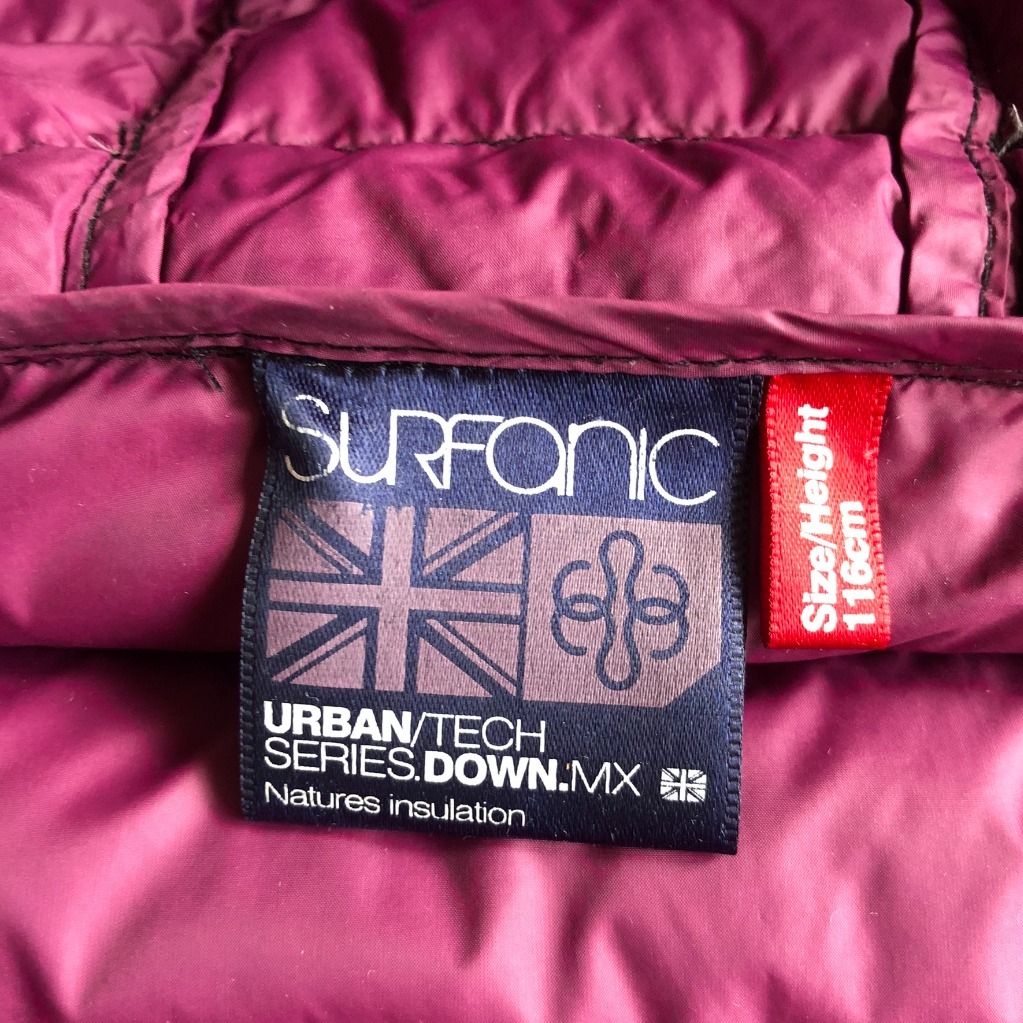 SURFANIC
URBAN/TECH
SERIES.DOWN.:MX
Natures insulation
Size/Height
116cm